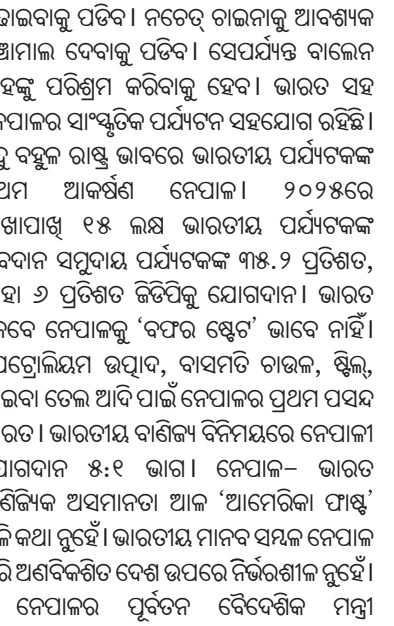 ଢାଇବାକୁ ପଡିବ। ନଚେତ୍ ଚାଇନାକୁ ଆବଶ୍ୟକ
ଆମାଲ ଦେବାକୁ ପଡିବ। ସେପର୍ଯ୍ୟନ୍ତ ବାଲେନ
ହଙ୍କୁ ପରିଶ୍ରମ କରିବାକୁ ହେବ। ଭାରତ ସହ
ନପାଳର ସାଂସ୍କୃତିକ ପର୍ଯ୍ୟଟନ ସହଯୋଗ ରହିଛି।
ଦୁ ବହୁଳ ରାଷ୍ଟ୍ର ଭାବରେ ଭାରତୀୟ ପର୍ଯ୍ୟଟକଙ୍କ
ଥମ ଆକର୍ଷଣ ନେପାଳ। ୨୦୨୫ରେ
ଖାପାଖି ୧୫ ଲକ୍ଷ ଭାରତୀୟ ପର୍ଯ୍ୟଟକଙ୍କ
ବଦାନ ସମୁଦାୟ ପର୍ଯ୍ୟଟକଙ୍କ ୩୫.୨ ପ୍ରତିଶତ,
ହା ୬ ପ୍ରତିଶତ ଜିଡିପିକୁ ଯୋଗଦାନ। ଭାରତ
କବେ ନେପାଳକୁ ‘ବଫର ଷ୍ଟେଟ’ ଭାବେ ନାହିଁ।
ପଟ୍ରୋଲିୟମ ଉତ୍ପାଦ, ବାସମତି ଚାଉଳ, ଷ୍ଟିଲ୍,
ଇବା ତେଲ ଆଦି ପାଇଁ ନେପାଳର ପ୍ରଥମ ପସନ୍ଦ
ରତ। ଭାରତୀୟ ବାଣିଜ୍ୟ ବିନିମୟରେ ନେପାଳୀ
ଯାଗଦାନ ୫:୧ ଭାଗ। ନେପାଳ– ଭାରତ
ଣିଜ୍ୟିକ ଅସମାନତା ଆଳ ‘ଆମେରିକା ଫାଷ୍ଟ’
ଳି କଥା ନୁହେଁ। ଭାରତୀୟ ମାନବ ସମ୍ବଳ ନେପାଳ
ରି ଅଣବିକଶିତ ଦେଶ ଉପରେ ନିର୍ଭରଶୀଳ ନୁହେଁ।
ନେପାଳର ପୂର୍ବତନ ବୈଦେଶିକ ମନ୍ତ୍ରୀ